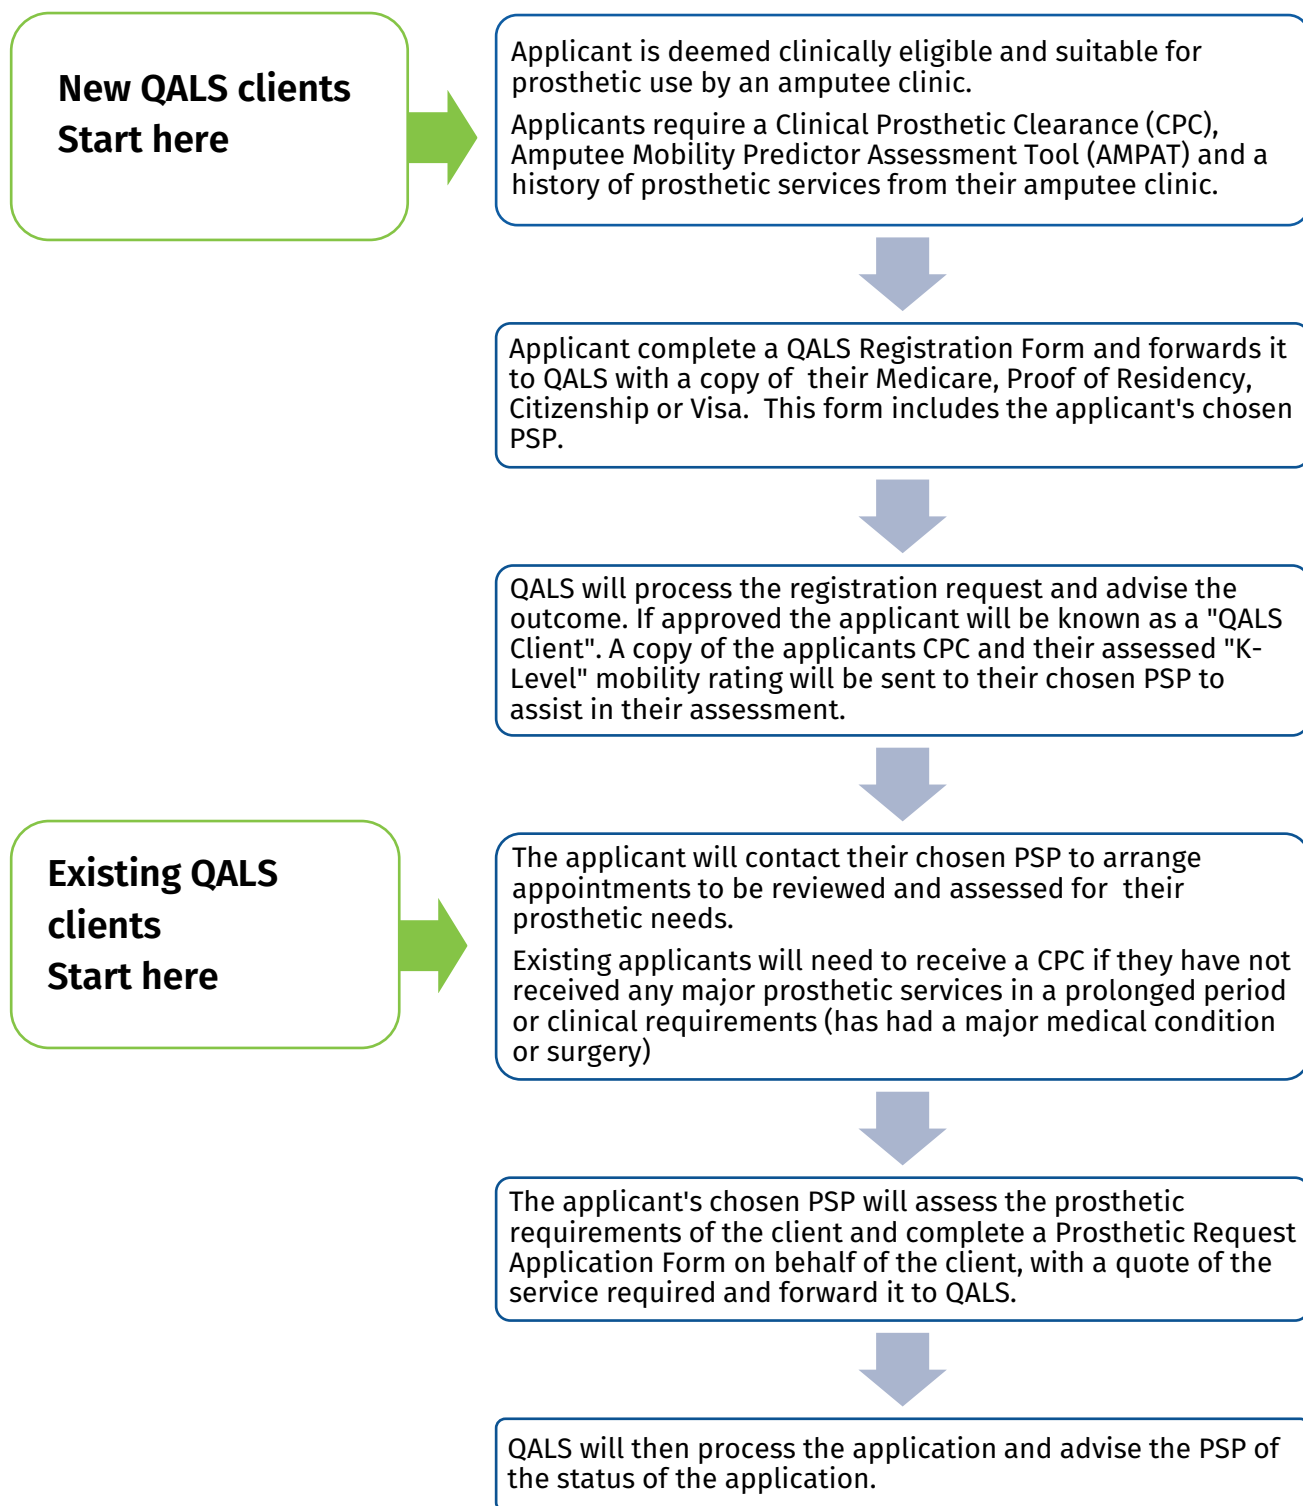 New QALS clients
Start here
Applicant is deemed clinically eligible and suitable for
prosthetic use by an amputee clinic.
Applicants require a Clinical Prosthetic Clearance (CPC),
Amputee Mobility Predictor Assessment Tool (AMPAT) and a
history of prosthetic services from their amputee clinic.
Applicant complete a QALS Registration Form and forwards it
to QALS with a copy of  their Medicare, Proof of Residency,
Citizenship or Visa.  This form includes the applicant's chosen
PSP.
QALS will process the registration request and advise the
outcome. If approved the applicant will be known as a "QALS
Client". A copy of the applicants CPC and their assessed "K-
Level" mobility rating will be sent to their chosen PSP to
assist in their assessment.
Existing QALS
clients
Start here
The applicant will contact their chosen PSP to arrange
appointments to be reviewed and assessed for  their
prosthetic needs.
Existing applicants will need to receive a CPC if they have not
received any major prosthetic services in a prolonged period
or clinical requirements (has had a major medical condition
or surgery)
The applicant's chosen PSP will assess the prosthetic
requirements of the client and complete a Prosthetic Request
Application Form on behalf of the client, with a quote of the
service required and forward it to QALS.
QALS will then process the application and advise the PSP of
the status of the application.